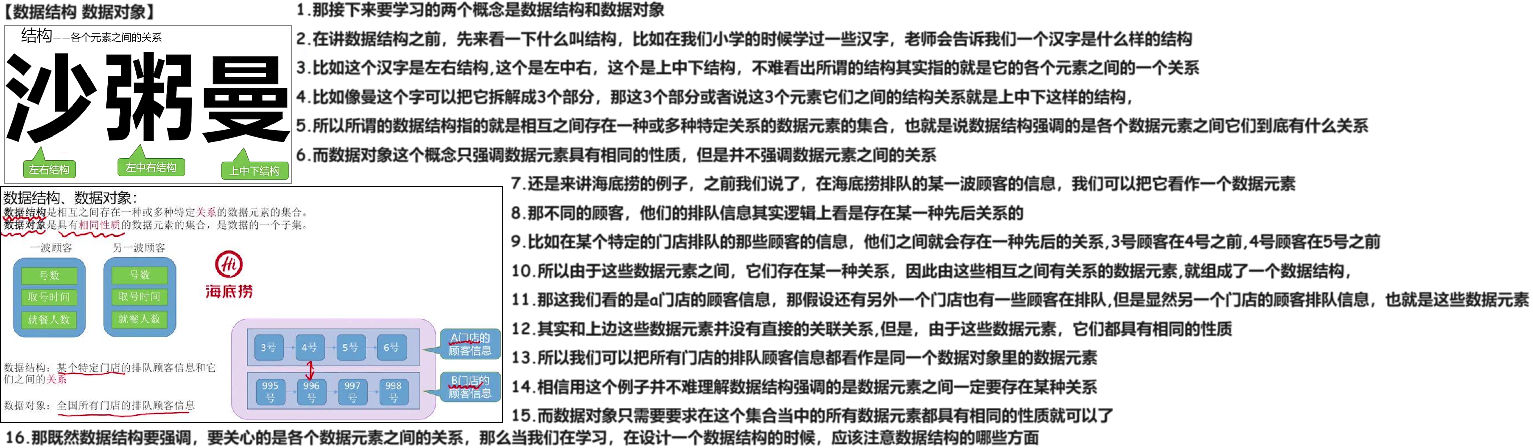 【数据结构 数据对象】
结构——各个元素之间的关系
沙粥曼
左右结构
左中右结构
上中下结构
1.那接下来要学习的两个概念是数据结构和数据对象
2.在讲数据结构之前，先来看一下什么叫结构，比如在我们小学的时候学过一些汉字，老师会告诉我们一个汉字是什么样的结构
3.比如这个汉字是左右结构,这个是左中右，这个是上中下结构，不难看出所谓的结构其实指的就是它的各个元素之间的一个关系
4.比如像曼这个字可以把它拆解成3个部分，那这3个部分或者说这3个元素它们之间的结构关系就是上中下这样的结构，
5.所以所谓的数据结构指的就是相互之间存在一种或多种特定关系的数据元素的集合，也就是说数据结构强调的是各个数据元素之间它们到底有什么关系
6.而数据对象这个概念只强调数据元素具有相同的性质，但是并不强调数据元素之间的关系
数据结构、数据对象：
数据结构是相互之间存在一种或多种特定关系的数据元素的集合。
数据对象是具有相同性质的数据元素的集合，是数据的一个子集。
一波顾客
另一波顾客
号数
取号时间
就餐人数
号数
取号时间
就餐人数
Hi
海底捞
3号
4号
5号
6号
A门店的
顾客信息
995号
996号
997号
998号
B门店的
顾客信息
数据结构：某个特定门店的排队顾客信息和它
们之间的关系
数据对象：全国所有门店的排队顾客信息
7.还是来讲海底捞的例子，之前我们说了，在海底捞排队的某一波顾客的信息，我们可以把它看作一个数据元素
8.那不同的顾客，他们的排队信息其实逻辑上看是存在某一种先后关系的
9.比如在某个特定的门店排队的那些顾客的信息，他们之间就会存在一种先后的关系,3号顾客在4号之前,4号顾客在5号之前
10.所以由于这些数据元素之间，它们存在某一种关系，因此由这些相互之间有关系的数据元素,就组成了一个数据结构，
11.那这我们看的是a门店的顾客信息，那假设还有另外一个门店也有一些顾客在排队,但是显然另一个门店的顾客排队信息，也就是这些数据元素
12.其实和上边这些数据元素并没有直接的关联关系,但是，由于这些数据元素，它们都具有相同的性质
13.所以我们可以把所有门店的排队顾客信息都看作是同一个数据对象里的数据元素
14.相信用这个例子并不难理解数据结构强调的是数据元素之间一定要存在某种关系
15.而数据对象只需要要求在这个集合当中的所有数据元素都具有相同的性质就可以了
16.那既然数据结构要强调，要关心的是各个数据元素之间的关系，那么当我们在学习，在设计一个数据结构的时候，应该注意数据结构的哪些方面